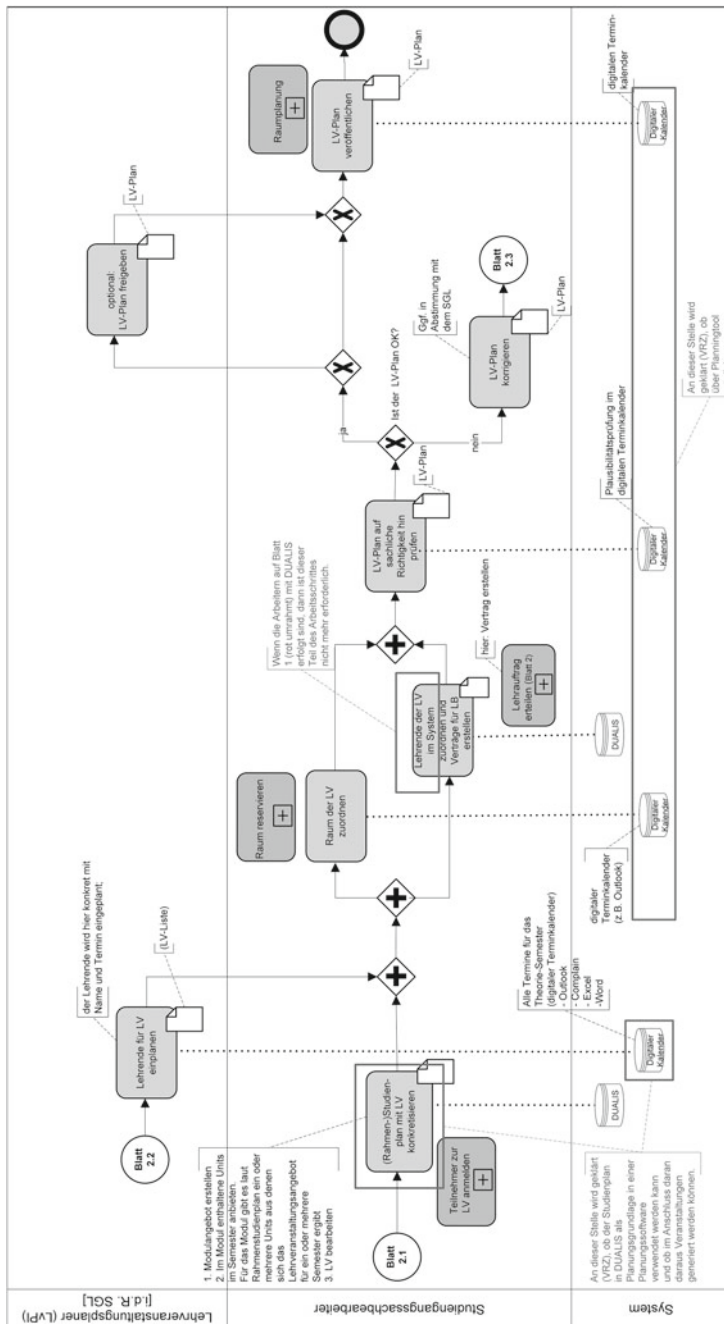 Lehrveranstaltungsplaner (LvPl)
[i.d.R. SGL]
Blatt
2.2
Lehrende für LV
einplanen
der Lehrende wird hier konkret mit
Name und Termin eingeplant;
(LV-Liste)
optional:
LV-Plan freigeben
LV-Plan
Studiengangssachbearbeiter
1. Modulangebot erstellen
2. Im Modul enthaltene Units
im Semester anbieten.
Für das Modul gibt es laut
Rahmenstudienplan ein oder
mehrere Units aus denen
sich das
Lehrveranstaltungsangebot
für ein oder mehrere
Semester ergibt
3. LV bearbeiten
Blatt
2.1
(Rahmen-)Studien-
plan mit LV
konkretisieren
Teilnehmer zur
LV anmelden
Raum reservieren
Raum der LV
zuordnen
Wenn die Arbeitern auf Blatt
1 (rot umrahmt) mit DUALIS
erfolgt sind, dann ist dieser
Teil des Arbeitsschrittes
nicht mehr erforderlich.
Lehrende der LV
im System
zuordnen und
Verträge für LB
erstellen
Lehrauftrag
erteilen (Blatt 2)
hier: Vertrag erstellen
LV-Plan auf
sachliche
Richtigkeit hin
prüfen
LV-Plan
Ist der LV-Plan OK?
ja
nein
Ggf. in
Abstimmung mit
dem SGL
LV-Plan
korrigieren
LV-Plan
Blatt
2.3
Raumplanung
LV-Plan
veröffentlichen
LV-Plan
System
An dieser Stelle wird geklärt
(VRZ), ob der Studienplan
in DUALIS als
Planungsgrundlage in einer
Planungssoftware
verwendet werden kann
und ob im Anschluss daran
daraus Veranstaltungen
generiert werden können.
DUALIS
Digitaler
Kalender
Alle Termine für das
Theorie-Semester
(digitaler Terminkalender)
- Outlook
- Complain
- Excel
-Word
digitaler
Terminkalender
(z.B. Outlook)
Digitaler
Kalender
DUALIS
Digitaler
Kalender
Plausibilitätsprüfung im
digitalen Terminkalender
An dieser Stelle wird
geklärt (VRZ), ob
über Planningtool
Digitaler
Kalender
digitalen Termin-
kalender